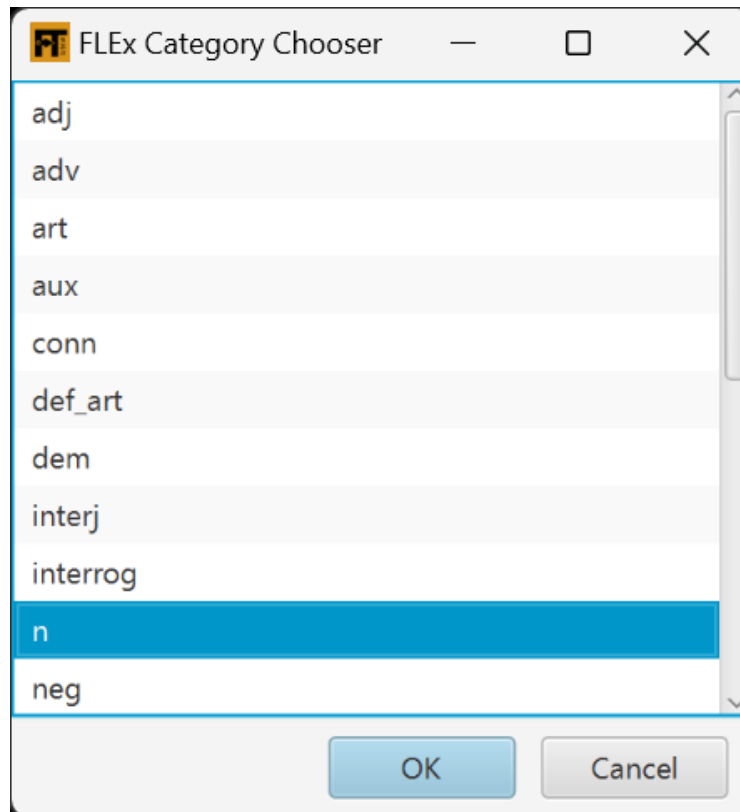 FLEx Category Chooser
adj
adv
art
aux
conn
def_art
dem
interj
interrog
n
neg
OK Cancel